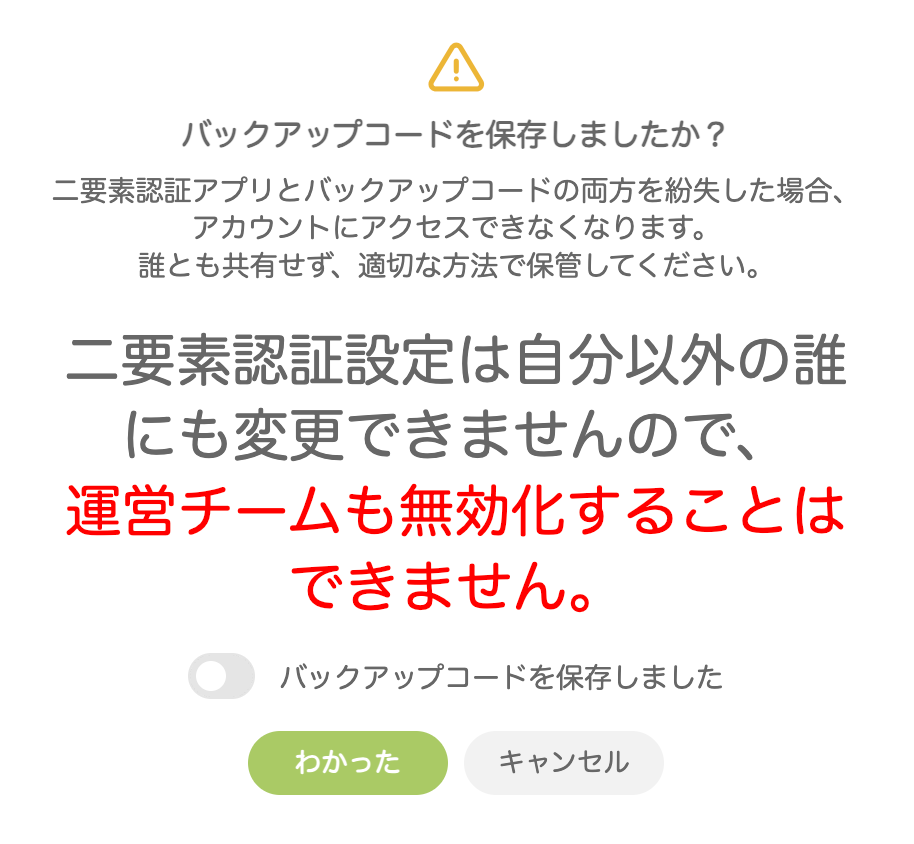 バックアップコードを保存しましたか？
二要素認証アプリとバックアップコードの両方を紛失した場合、
アカウントにアクセスできなくなります。
誰とも共有せず、適切な方法で保管してください。
二要素認証設定は自分以外の誰
にも変更できませんので、
運営チームも無効化することは
できません。
バックアップコードを保存しました
わかった
キャンセル